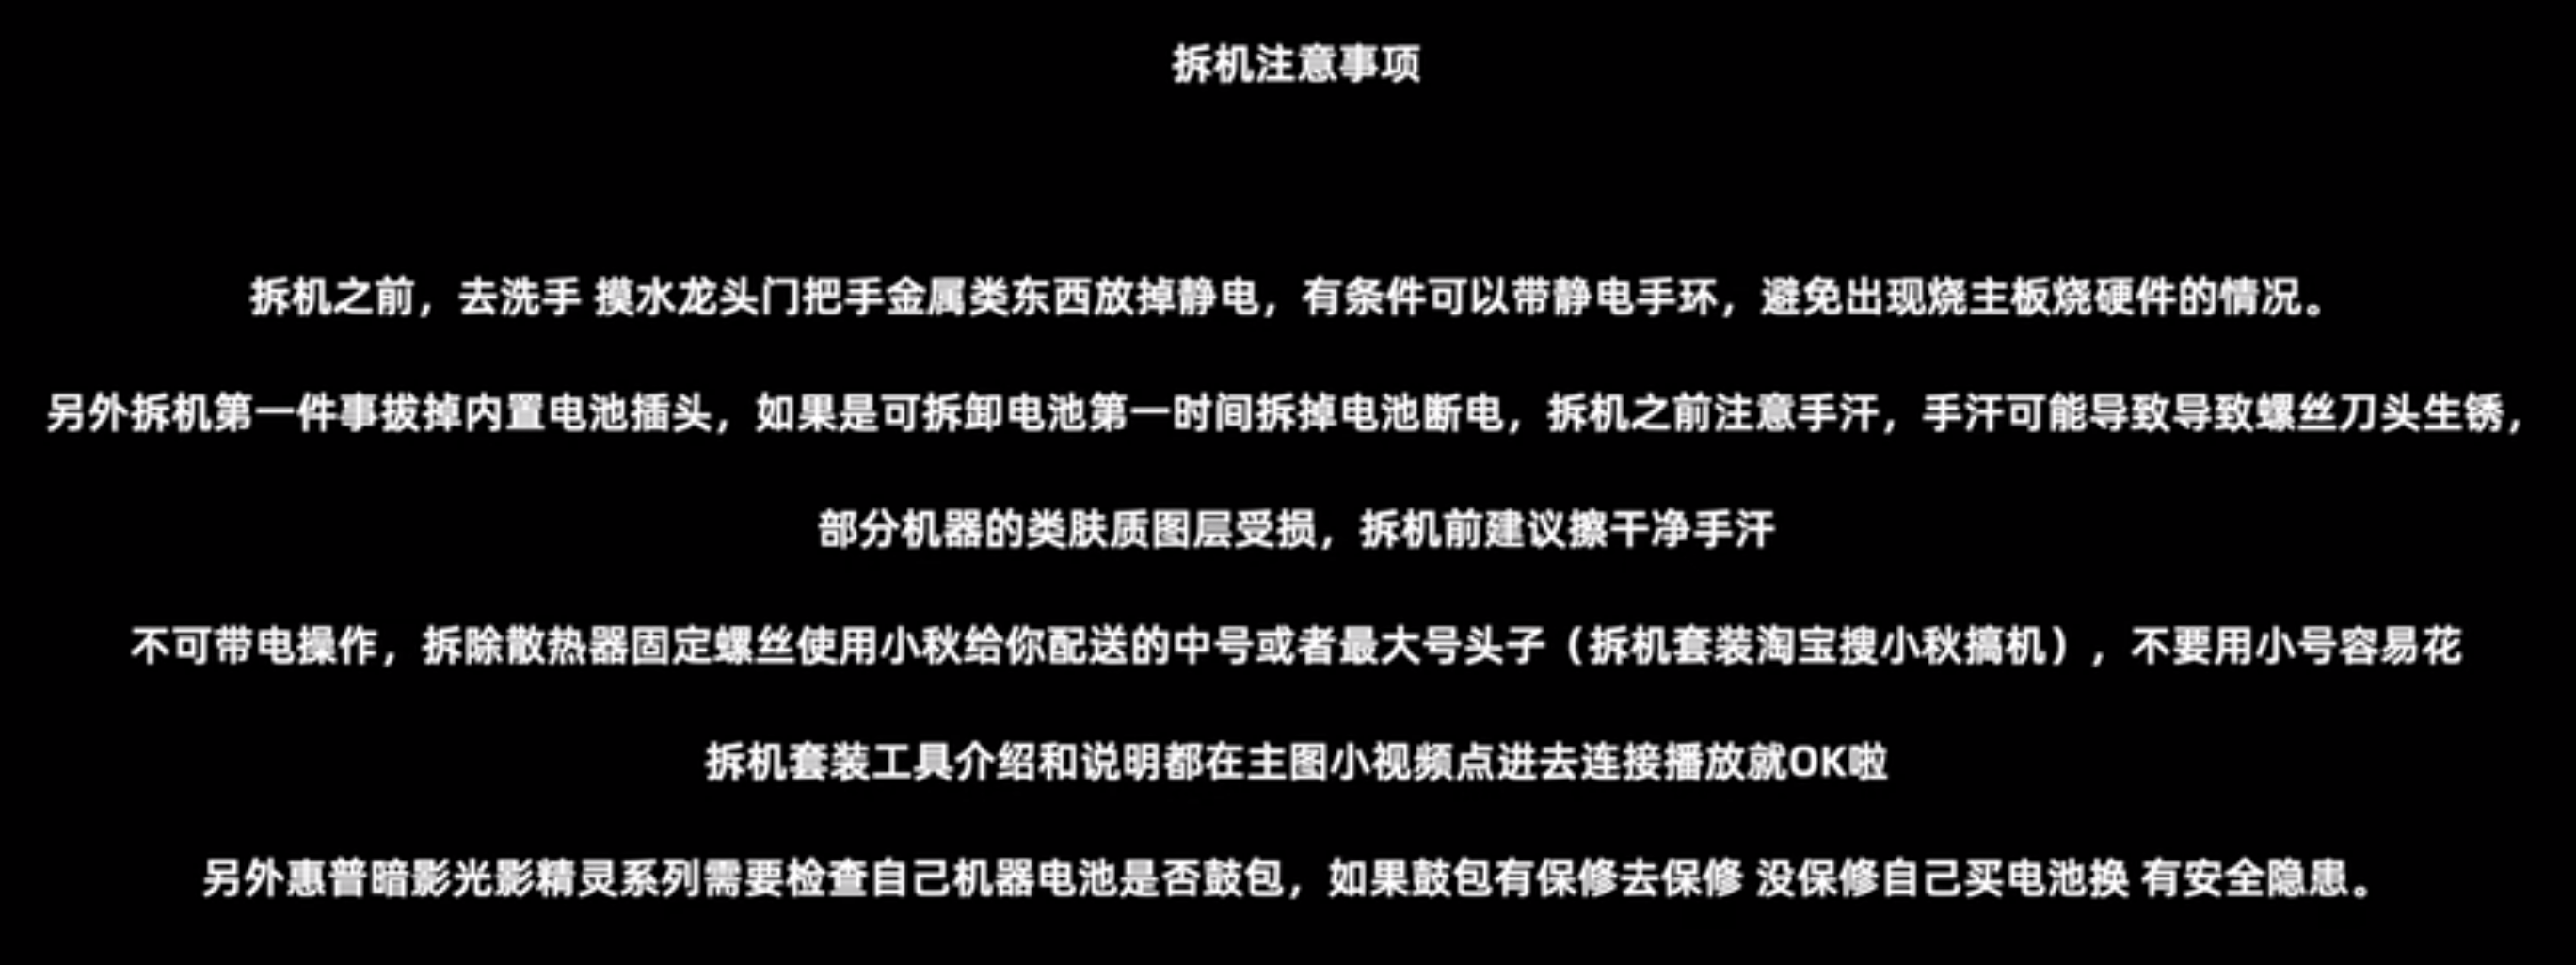 拆机注意事项
拆机之前，去洗手 摸水龙头门把手金属类东西放掉静电，有条件可以带静电手环，避免出现烧主板烧硬件的情况。
另外拆机第一件事拔掉内置电池插头，如果是可拆卸电池第一时间拆掉电池断电，拆机之前注意手汗，手汗可能导致导致螺丝刀头生锈，
部分机器的类肤质图层受损，拆机前建议擦干净手汗
不可带电操作，拆除散热器固定螺丝使用小秋给你配送的中号或者最大号头子（拆机套装淘宝搜小秋搞机），不要用小号容易花
拆机套装工具介绍和说明都在主图小视频点进去连接播放就OK啦
另外惠普暗影光影精灵系列需要检查自己机器电池是否鼓包，如果鼓包有保修去保修 没保修自己买电池换 有安全隐患。